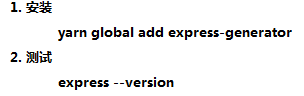 1. 安装
yarn global add express-generator
2. 测试
express --version